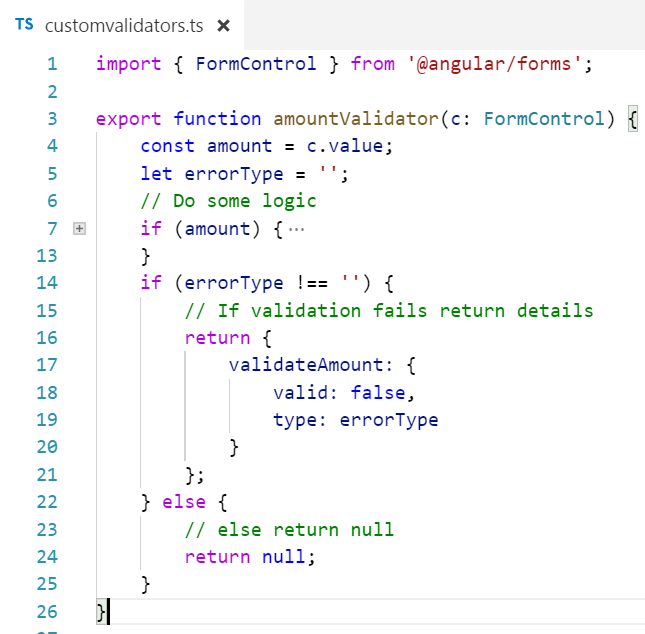 TS customvalidators.ts ×
1 import { FormControl } from '@angular/forms';
2
3 export function amountValidator(c: FormControl) {
4     const amount = c.value;
5     let errorType = '';
6     // Do some logic
7     if (amount) {···
13     }
14     if (errorType !== '') {
15         // If validation fails return details
16         return {
17             validateAmount: {
18                 valid: false,
19                 type: errorType
20             }
21         };
22     } else {
23         // else return null
24         return null;
25     }
26 }